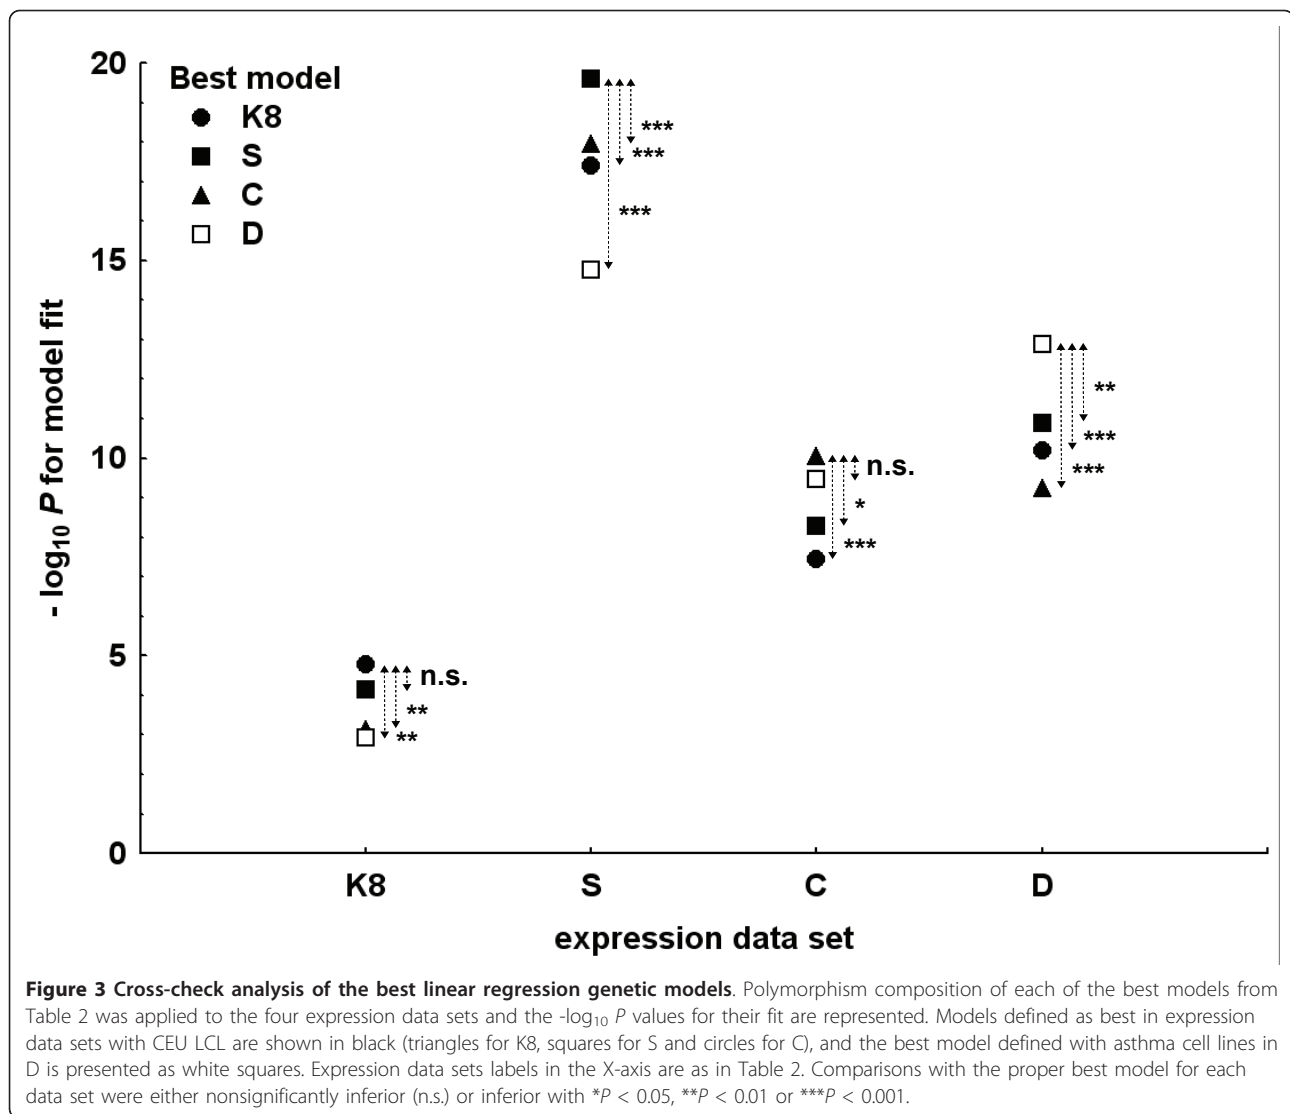 20
15
10
5
0
- log10 P for model fit
Best model
K8
S
C
D
***
***
***
n.s.
**
**
n.s.
*
***
**
***
***
K8 S C D
expression data set
Figure 3 Cross-check analysis of the best linear regression genetic models. Polymorphism composition of each of the best models from
Table 2 was applied to the four expression data sets and the -log10 P values for their fit are represented. Models defined as best in expression
data sets with CEU LCL are shown in black (triangles for K8, squares for S and circles for C), and the best model defined with asthma cell lines in
D is presented as white squares. Expression data sets labels in the X-axis are as in Table 2. Comparisons with the proper best model for each
data set were either nonsignificantly inferior (n.s.) or inferior with *P < 0.05, **P < 0.01 or ***P < 0.001.